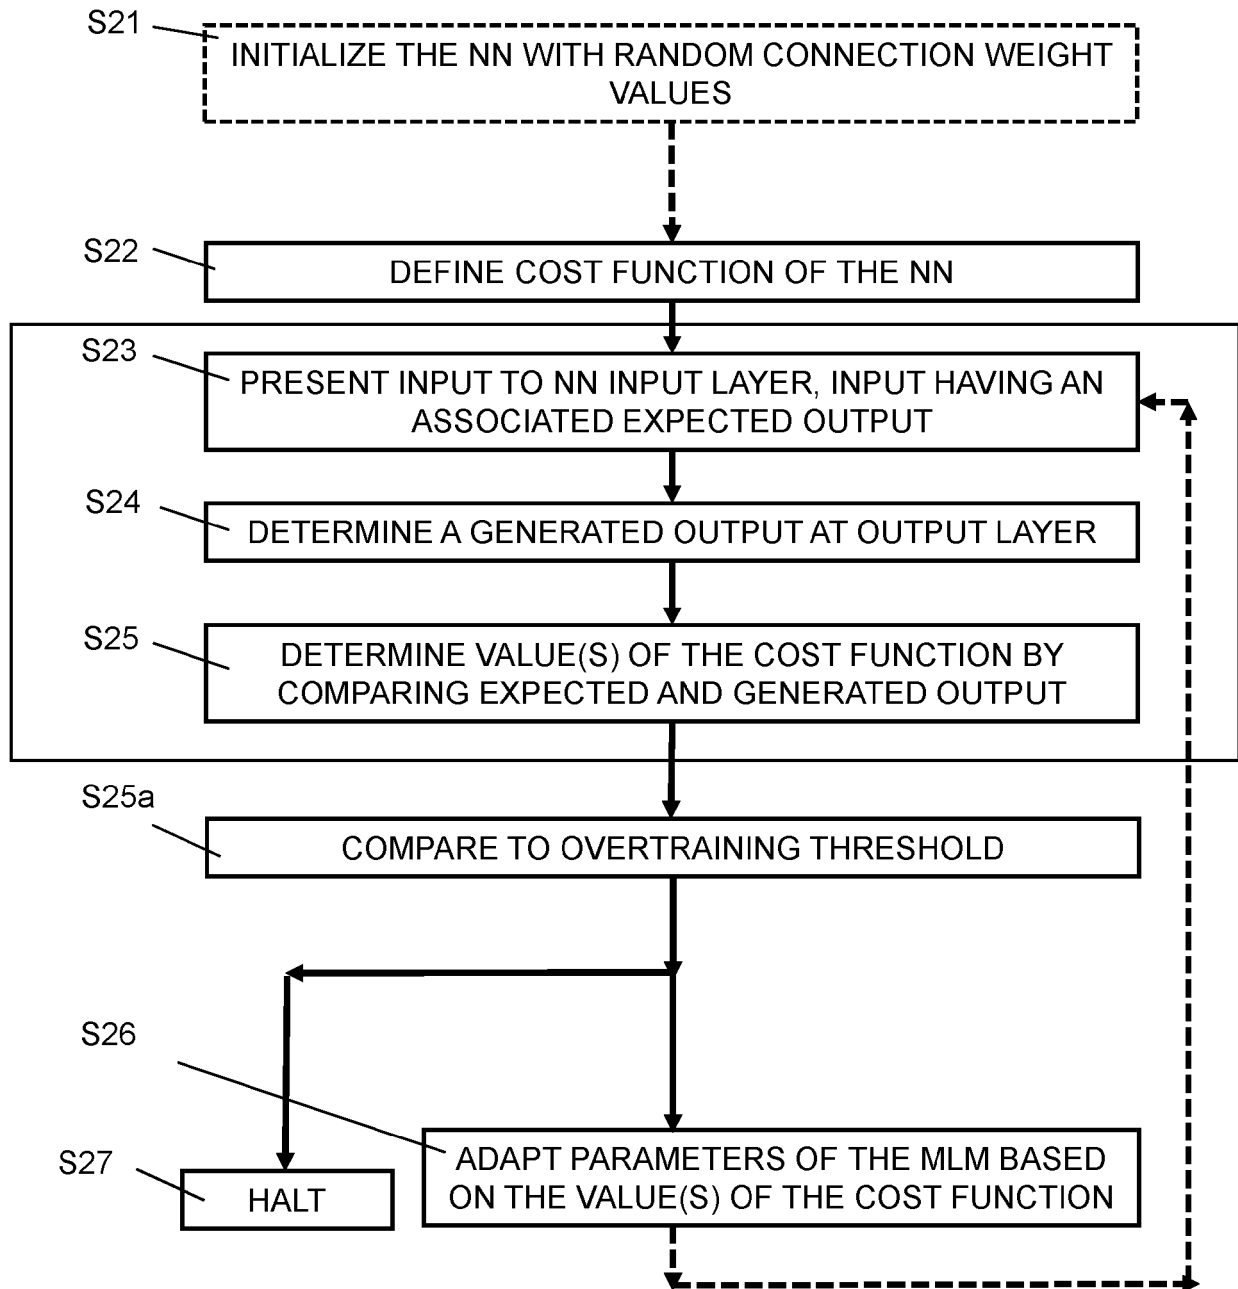 S21
INITIALIZE THE NN WITH RANDOM CONNECTION WEIGHT
VALUES
S22
DEFINE COST FUNCTION OF THE NN
S23
PRESENT INPUT TO NN INPUT LAYER, INPUT HAVING AN
ASSOCIATED EXPECTED OUTPUT
S24
DETERMINE A GENERATED OUTPUT AT OUTPUT LAYER
S25
DETERMINE VALUE(S) OF THE COST FUNCTION BY
COMPARING EXPECTED AND GENERATED OUTPUT
S25a
COMPARE TO OVERTRAINING THRESHOLD
S26
ADAPT PARAMETERS OF THE MLM BASED
ON THE VALUE(S) OF THE COST FUNCTION
S27
HALT